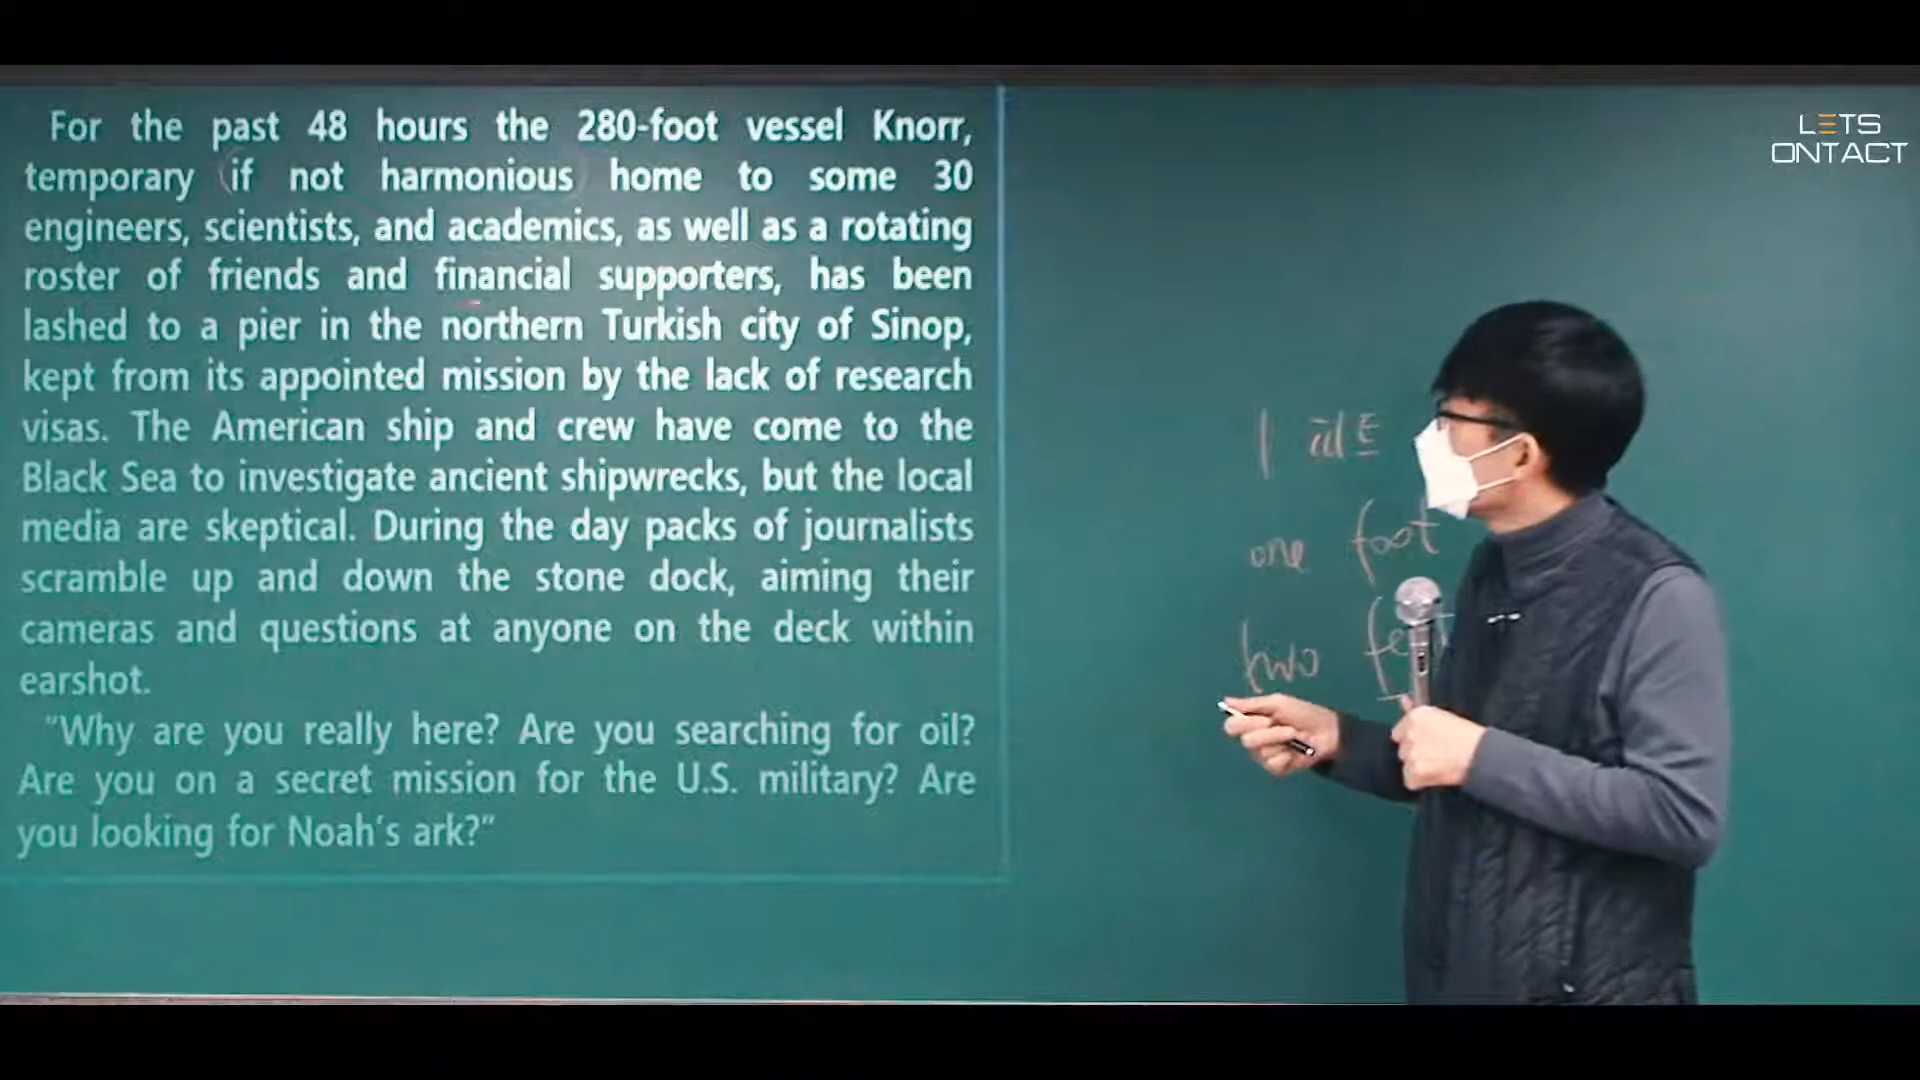 For the past 48 hours the 280-foot vessel Knorr,
temporary (if not harmonious) home to some 30
engineers, scientists, and academics, as well as a rotating
roster of friends and financial supporters, has been
lashed to a pier in the northern Turkish city of Sinop,
kept from its appointed mission by the lack of research
visas. The American ship and crew have come to the
Black Sea to investigate ancient shipwrecks, but the local
media are skeptical. During the day packs of journalists
scramble up and down the stone dock, aiming their
cameras and questions at anyone on the deck within
earshot.
“Why are you really here? Are you searching for oil?
Are you on a secret mission for the U.S. military? Are
you looking for Noah’s ark?”
LETS
ONTACT
one foot
two